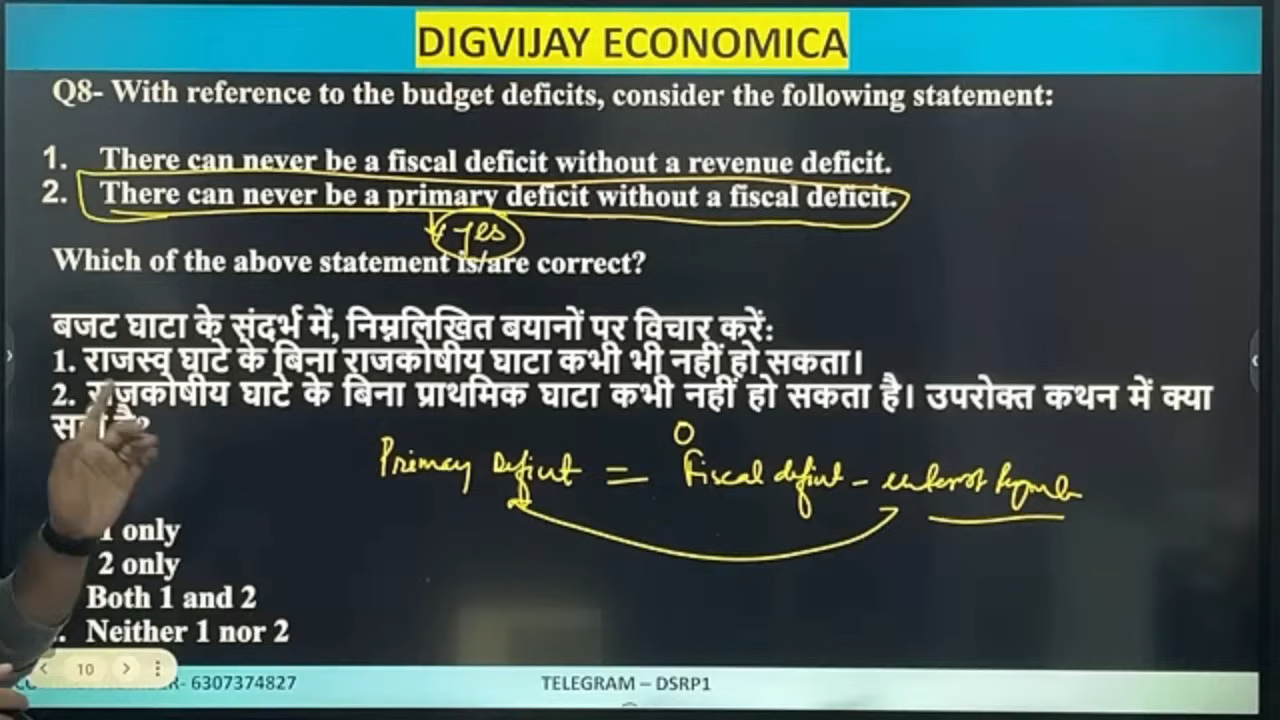 DIGVIJAY ECONOMICA
Q8- With reference to the budget deficits, consider the following statement:
1. There can never be a fiscal deficit without a revenue deficit.
2. There can never be a primary deficit without a fiscal deficit.
yes
Which of the above statement is/are correct?
बजट घाटा के संदर्भ में, निम्नलिखित बयानों पर विचार करें:
1. राजस्व घाटे के बिना राजकोषीय घाटा कभी भी नहीं हो सकता।
2. राजकोषीय घाटे के बिना प्राथमिक घाटा कभी नहीं हो सकता है। उपरोक्त कथन में क्या
0
Primary Deficit = Fiscal deficit - interest
1 only
2 only
Both 1 and 2
Neither 1 nor 2
10
6307374827
TELEGRAM – DSRP1